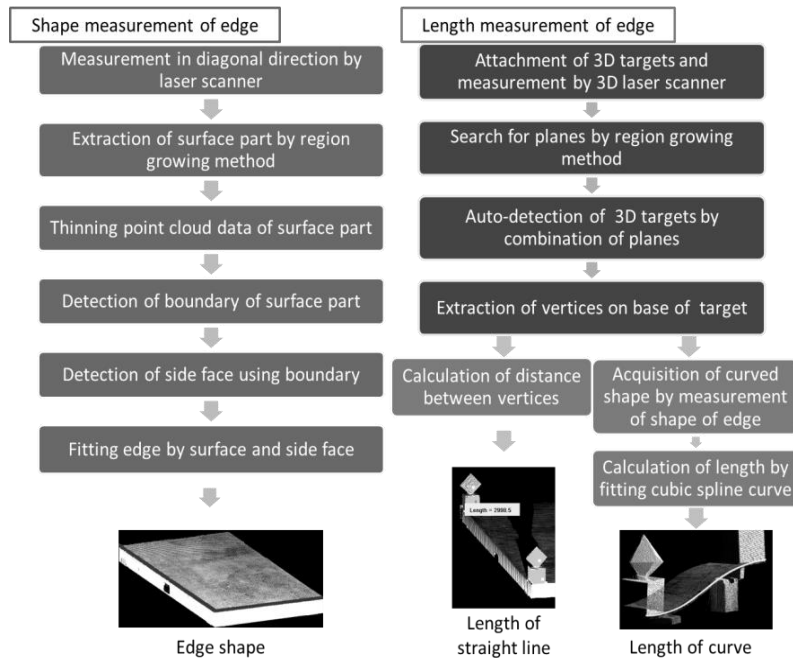 Shape measurement of edge
Measurement in diagonal direction by
laser scanner
Extraction of surface part by region
growing method
Thinning point cloud data of surface part
Detection of boundary of surface part
Detection of side face using boundary
Fitting edge by surface and side face
Edge shape
Length measurement of edge
Attachment of 3D targets and
measurement by 3D laser scanner
Search for planes by region growing
method
Auto-detection of 3D targets by
combination of planes
Extraction of vertices on base of target
Calculation of distance
between vertices
Length = 2998.5
Length of
straight line
Acquisition of curved
shape by measurement
of shape of edge
Calculation of length by
fitting cubic spline curve
Length of curve